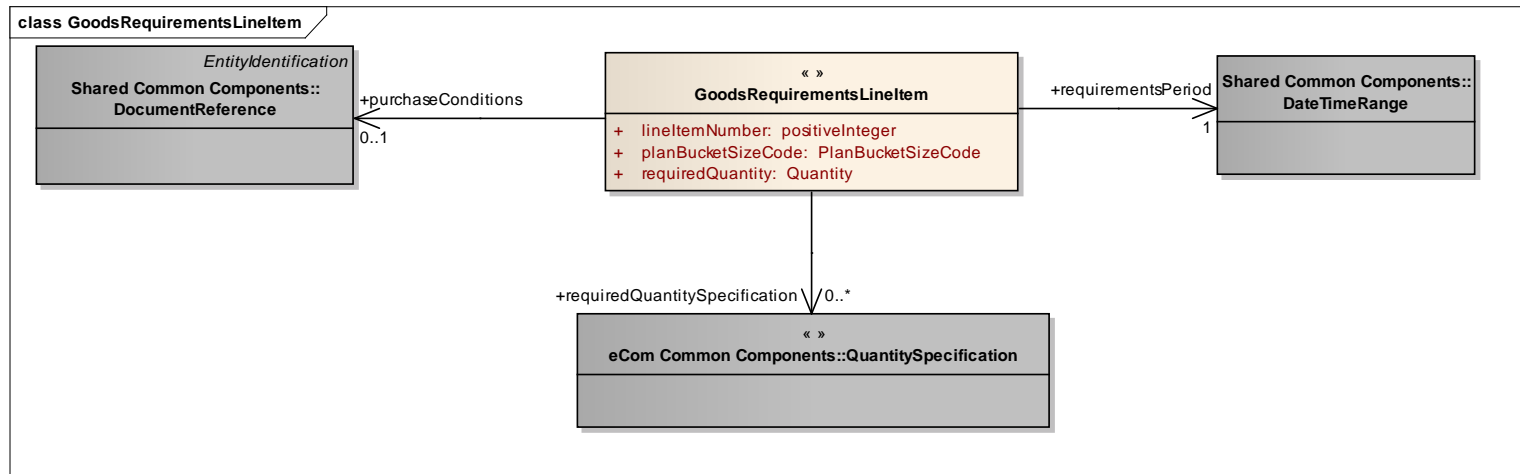 class GoodsRequirementsLineItem
EntityIdentification
Shared Common Components::
DocumentReference
+purchaseConditions
0..1
« »
GoodsRequirementsLineItem
+ lineItemNumber: positiveInteger
+ planBucketSizeCode: PlanBucketSizeCode
+ requiredQuantity: Quantity
+requirementsPeriod
1
Shared Common Components::
DateTimeRange
+requiredQuantitySpecification
0..*
« »
eCom Common Components::QuantitySpecification